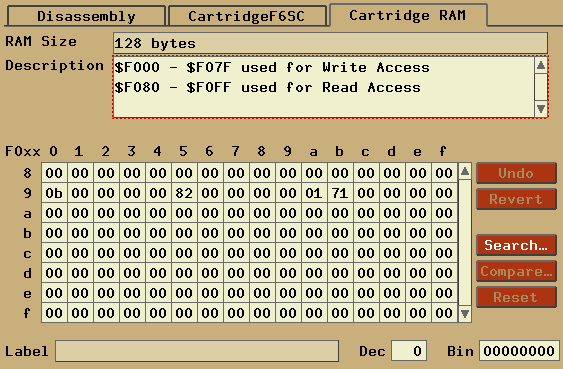 Disassembly CartridgeF6SC Cartridge RAM
RAM Size 128 bytes
Description $F000 - $F07F used for Write Access
$F080 - $F0FF used for Read Access
F0xx 0 1 2 3 4 5 6 7 8 9 a b c d e f
8 00 00 00 00 00 00 00 00 00 00 00 00 00 00 00 00 Undo
9 0b 00 00 00 00 82 00 00 00 00 01 71 00 00 00 00 Revert
a 00 00 00 00 00 00 00 00 00 00 00 00 00 00 00 00
b 00 00 00 00 00 00 00 00 00 00 00 00 00 00 00 00
c 00 00 00 00 00 00 00 00 00 00 00 00 00 00 00 00 Search…
d 00 00 00 00 00 00 00 00 00 00 00 00 00 00 00 00 Compare…
e 00 00 00 00 00 00 00 00 00 00 00 00 00 00 00 00 Reset
f 00 00 00 00 00 00 00 00 00 00 00 00 00 00 00 00
Label Dec 0 Bin 00000000